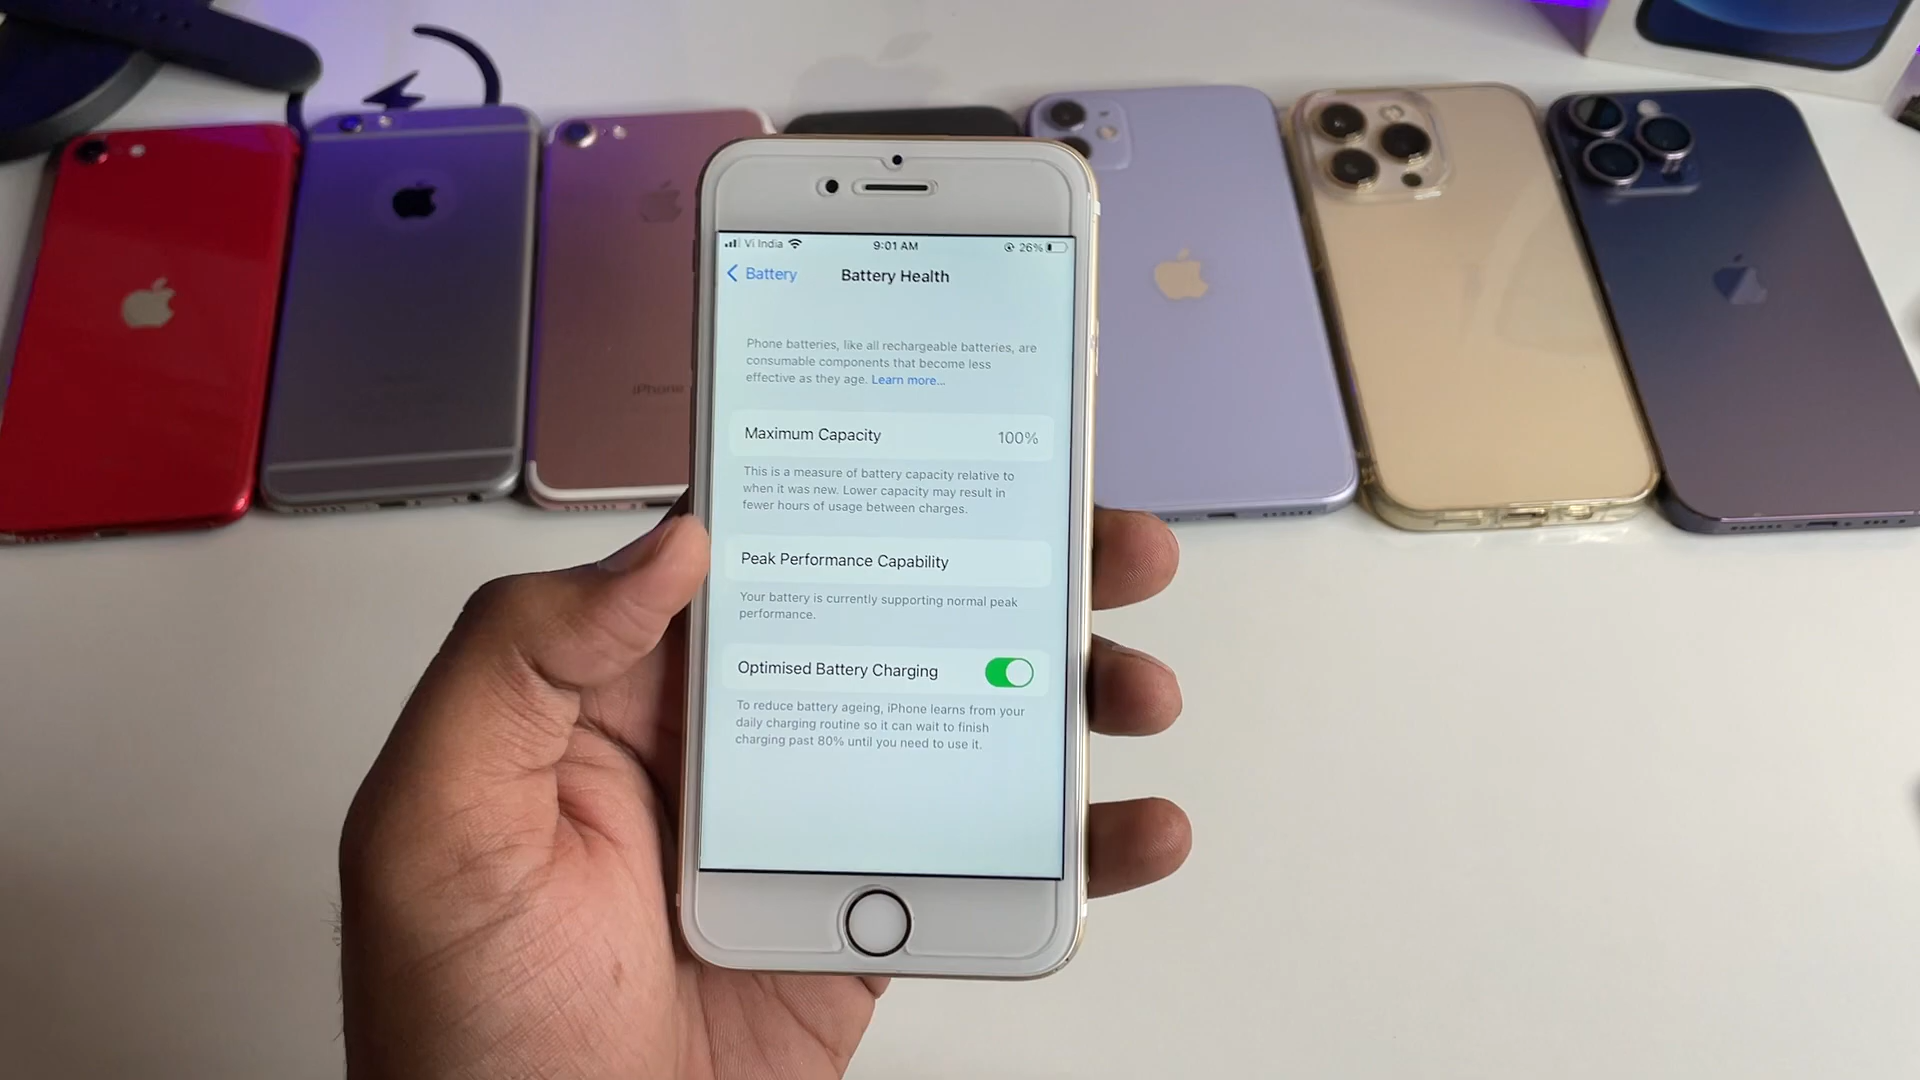 Vi India 9:01 AM 26%
Battery Battery Health
Phone batteries, like all rechargeable batteries, are
consumable components that become less
effective as they age. Learn more...
Maximum Capacity 100%
This is a measure of battery capacity relative to
when it was new. Lower capacity may result in
fewer hours of usage between charges.
Peak Performance Capability
Your battery is currently supporting normal peak
performance.
Optimised Battery Charging
To reduce battery ageing, iPhone learns from your
daily charging routine so it can wait to finish
charging past 80% until you need to use it.
iPhone